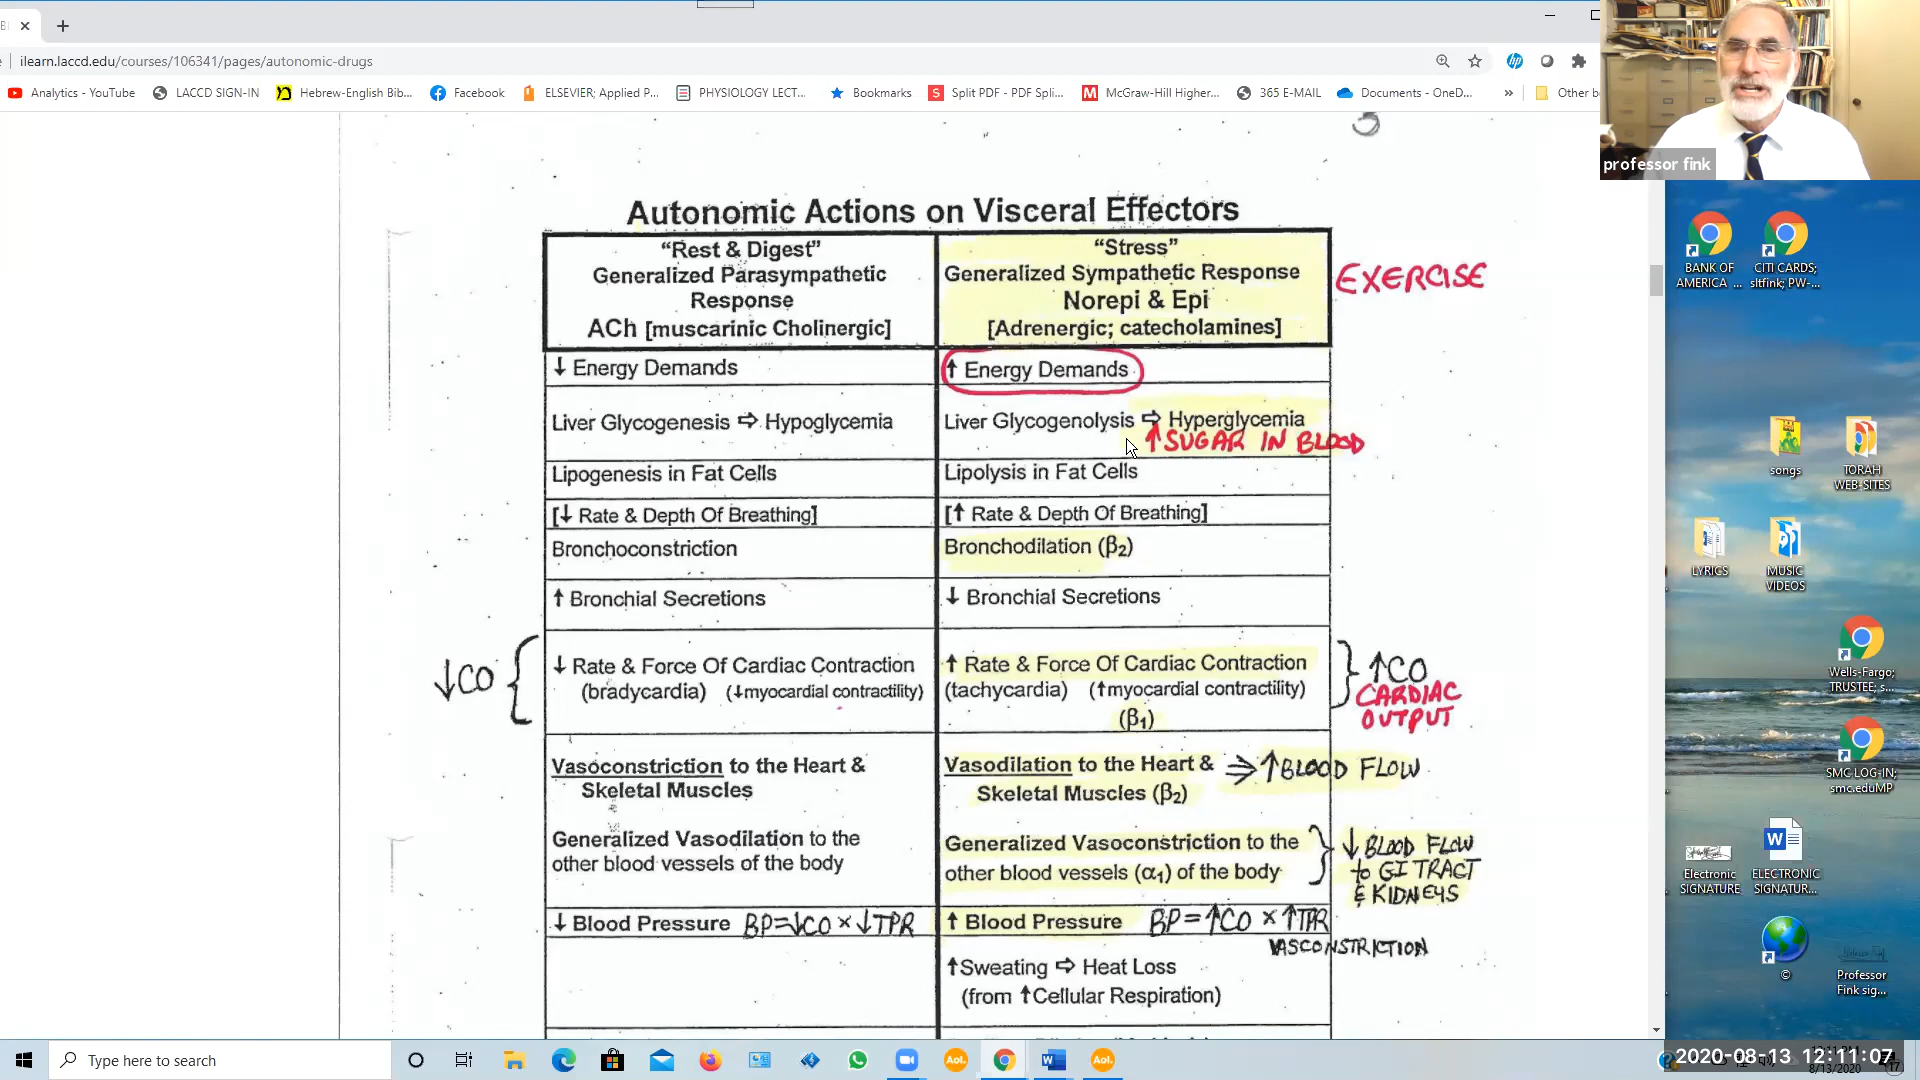 ilearn.laccd.edu/courses/106341/pages/autonomic-drugs
Analytics - YouTube
LACCD SIGN-IN
Hebrew-English Bib...
Facebook
ELSEVIER; Applied P...
PHYSIOLOGY LECT...
Bookmarks
Split PDF - PDF Spli...
McGraw-Hill Higher...
365 E-MAIL
Documents - OneD...
»
Other b
professor fink
3
Autonomic Actions on Visceral Effectors
“Rest & Digest”
Generalized Parasympathetic
Response
ACh [muscarinic Cholinergic]
“Stress”
Generalized Sympathetic Response
Norepi & Epi
[Adrenergic; catecholamines]
EXERCISE
↓ Energy Demands
↑ Energy Demands
Liver Glycogenesis ⇨ Hypoglycemia
Liver Glycogenolysis ⇨ Hyperglycemia
↑SUGAR IN BLOOD
Lipogenesis in Fat Cells
Lipolysis in Fat Cells
[↓ Rate & Depth Of Breathing]
[↑ Rate & Depth Of Breathing]
Bronchoconstriction
Bronchodilation (β₂)
↑ Bronchial Secretions
↓ Bronchial Secretions
↓CO
↓ Rate & Force Of Cardiac Contraction
(bradycardia) (↓myocardial contractility)
↑ Rate & Force Of Cardiac Contraction
(tachycardia) (↑myocardial contractility)
(β₁)
↑CO
CARDIAC
OUTPUT
Vasoconstriction to the Heart &
Skeletal Muscles
Vasodilation to the Heart &
Skeletal Muscles (β₂)
⇒↑BLOOD FLOW
Generalized Vasodilation to the
other blood vessels of the body
Generalized Vasoconstriction to the
other blood vessels (α₁) of the body
↓ BLOOD FLOW
to GI TRACT
& KIDNEYS
↓ Blood Pressure BP=↓CO × ↓TPR
↑ Blood Pressure BP=↑CO × ↑TPR
VASCONSTRICTION
↑Sweating ⇨ Heat Loss
(from ↑Cellular Respiration)
BANK OF
AMERICA ...
CITI CARDS;
sltfink; PW-...
songs
TORAH
WEB-SITES
LYRICS
MUSIC
VIDEOS
Wells-Fargo;
TRUSTEE; s...
SMC LOG-IN;
smc.eduMP
Electronic
SIGNATURE
ELECTRONIC
SIGNATUR...
©
Professor
Fink sig...
Type here to search
Aol.
Aol.
2020-08-13 12:11:07
8/13/2020
17